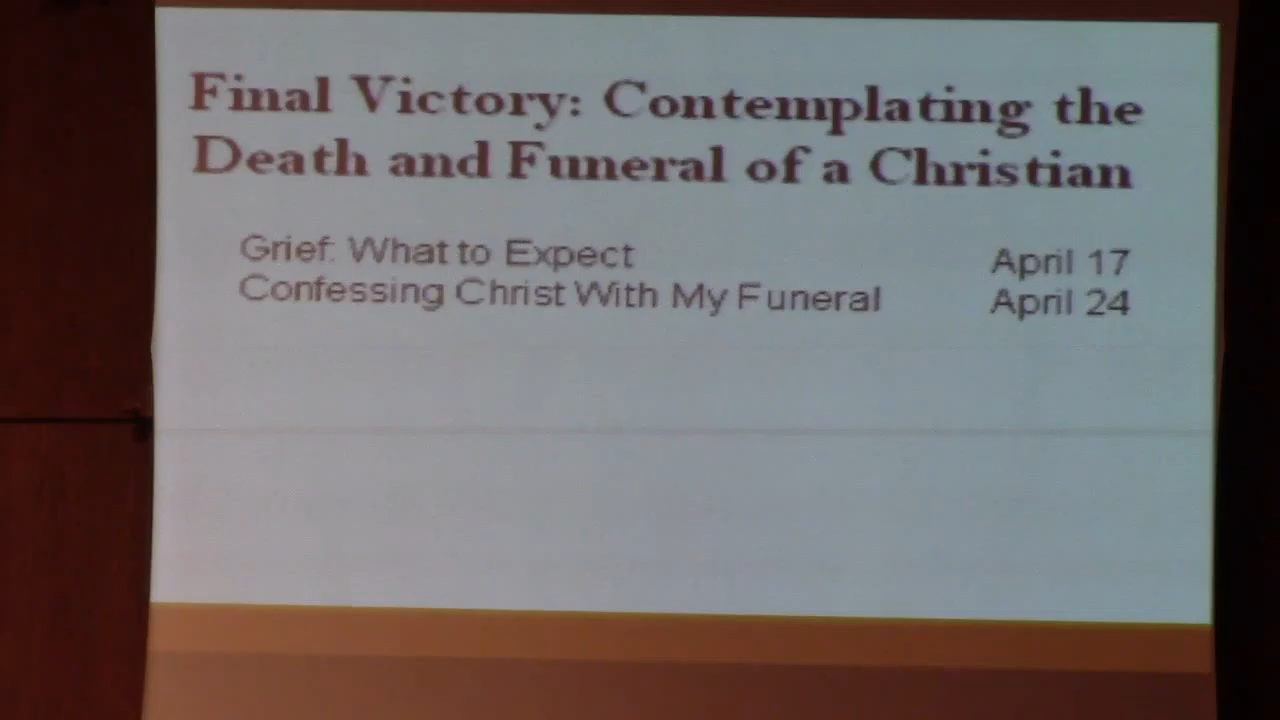 Final Victory: Contemplating the
Death and Funeral of a Christian
Grief: What to Expect April 17
Confessing Christ With My Funeral April 24